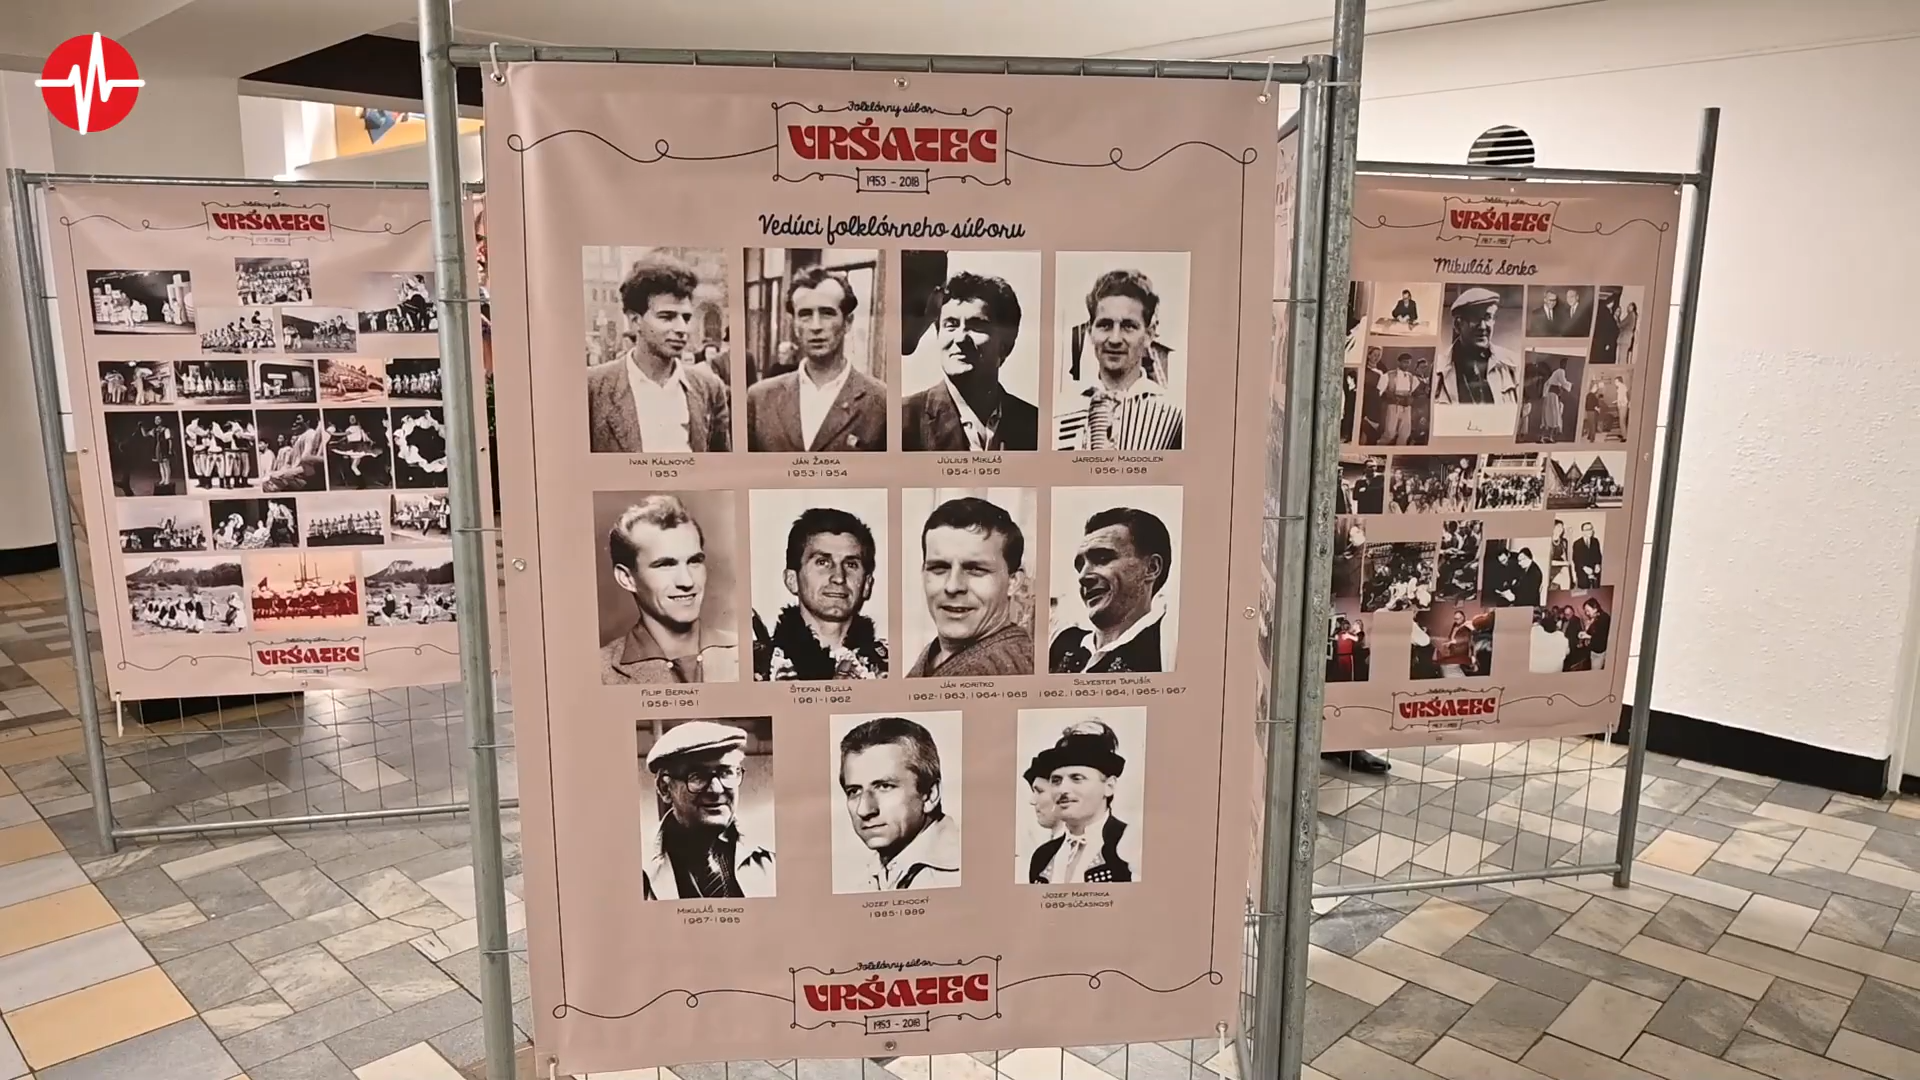 Folklórny súbor
VRŠATEC
1953 - 2018
Vedúci folklórneho súboru
IVAN KÁLNOVIČ
1953
JÁN ŽABKA
1953-1954
JÚLIUS MIKLÁŠ
1954-1956
JAROSLAV MAGDOLEN
1956-1958
FILIP BERNÁT
1958-1961
ŠTEFAN BULLA
1961-1962
JÁN KORITKO
1962-1963, 1964-1965
SILVESTER TAPUŠÍK
1962, 1963-1964, 1965-1967
MIKULÁŠ SENKO
1967-1985
JOZEF LEHOCKÝ
1985-1989
JOZEF MARTINKA
1989-SÚČASNOSŤ
Folklórny súbor
VRŠATEC
1953 - 2018
VRŠATEC
VRŠATEC
VRŠATEC
Mikuláš Senko
VRŠATEC